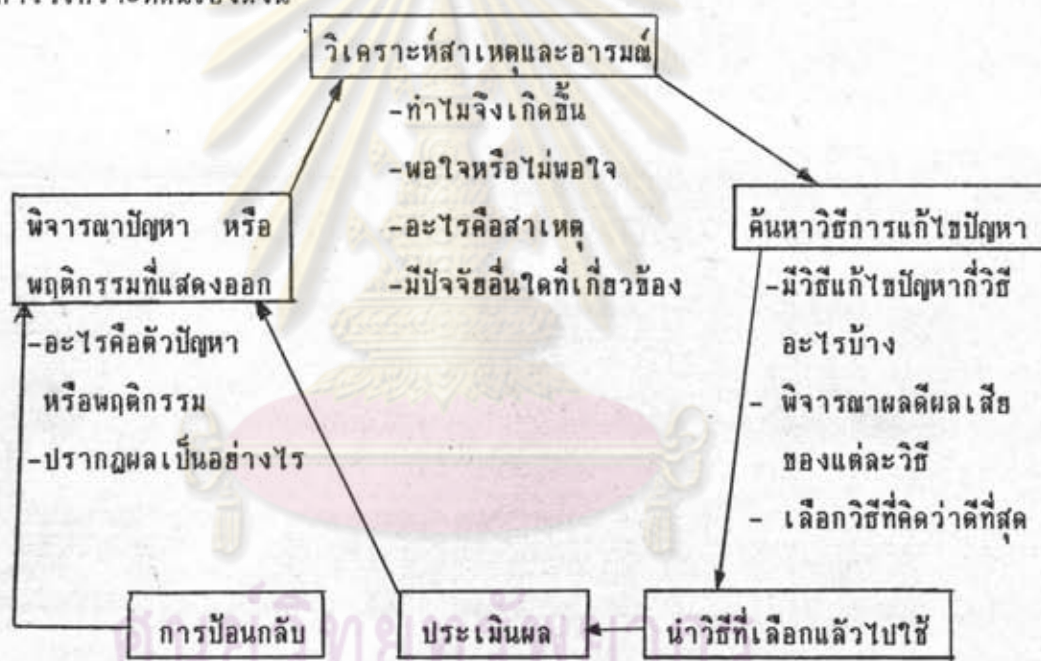 วิเคราะห์สาเหตุและอารมณ์
-ทำไมจึงเกิดขึ้น
-พอใจหรือไม่พอใจ
-อะไรคือสาเหตุ
-มีปัจจัยอื่นใดที่เกี่ยวข้อง
พิจารณาปัญหา หรือ
พฤติกรรมที่แสดงออก
-อะไรคือตัวปัญหา
หรือพฤติกรรม
-ปรากฏผลเป็นอย่างไร
ค้นหาวิธีการแก้ไขปัญหา
-มีวิธีแก้ไขปัญหากี่วิธี
อะไรบ้าง
- พิจารณาผลดีผลเสีย
ของแต่ละวิธี
- เลือกวิธีที่คิดว่าดีที่สุด
การป้อนกลับ
ประเมินผล
นำวิธีที่เลือกแล้วไปใช้
ศูนย์วิทยทรัพยากร